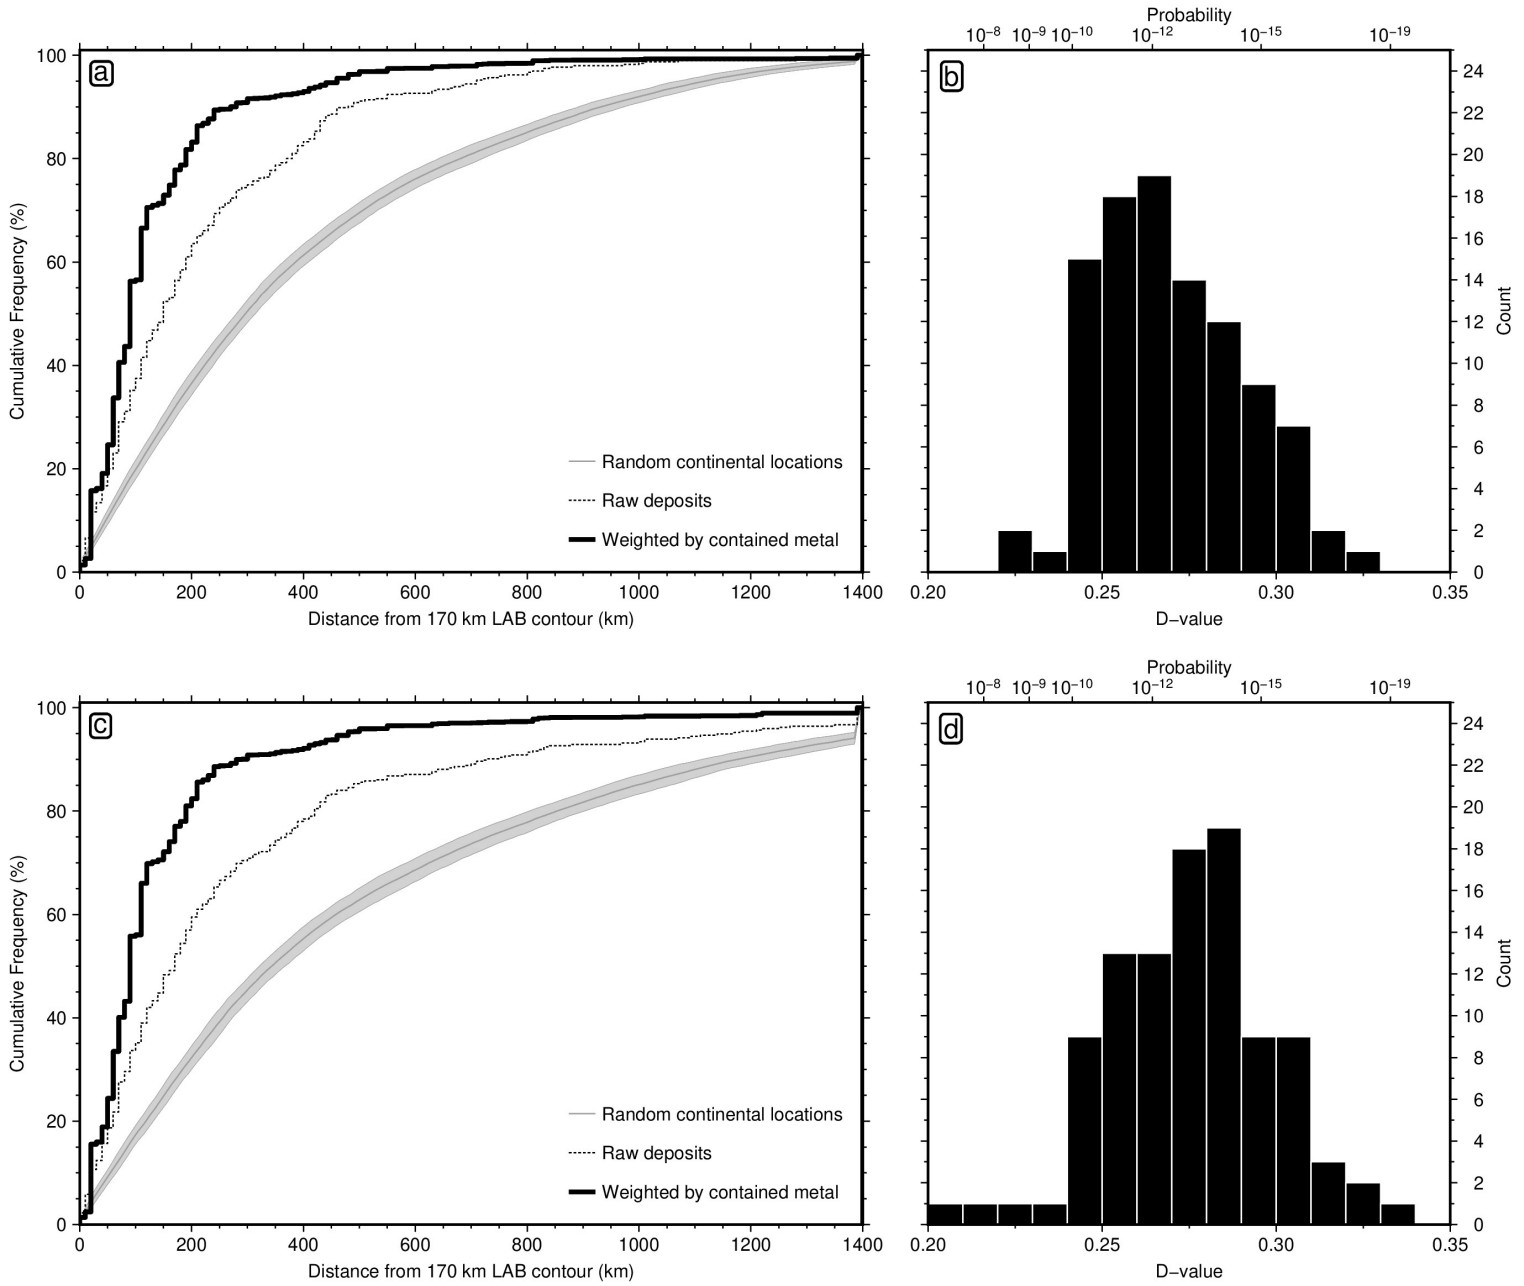 Probability
10−8 10−9 10−10 10−12 10−15 10−19
a
b
100
80
60
40
20
0
Cumulative Frequency (%)
Random continental locations
Raw deposits
Weighted by contained metal
0 200 400 600 800 1000 1200 1400
Distance from 170 km LAB contour (km)
24
22
20
18
16
14
12
10
8
6
4
2
0
Count
0.20 0.25 0.30 0.35
D−value
Probability
10−8 10−9 10−10 10−12 10−15 10−19
c
d
100
80
60
40
20
0
Cumulative Frequency (%)
Random continental locations
Raw deposits
Weighted by contained metal
0 200 400 600 800 1000 1200 1400
Distance from 170 km LAB contour (km)
24
22
20
18
16
14
12
10
8
6
4
2
0
Count
0.20 0.25 0.30 0.35
D−value